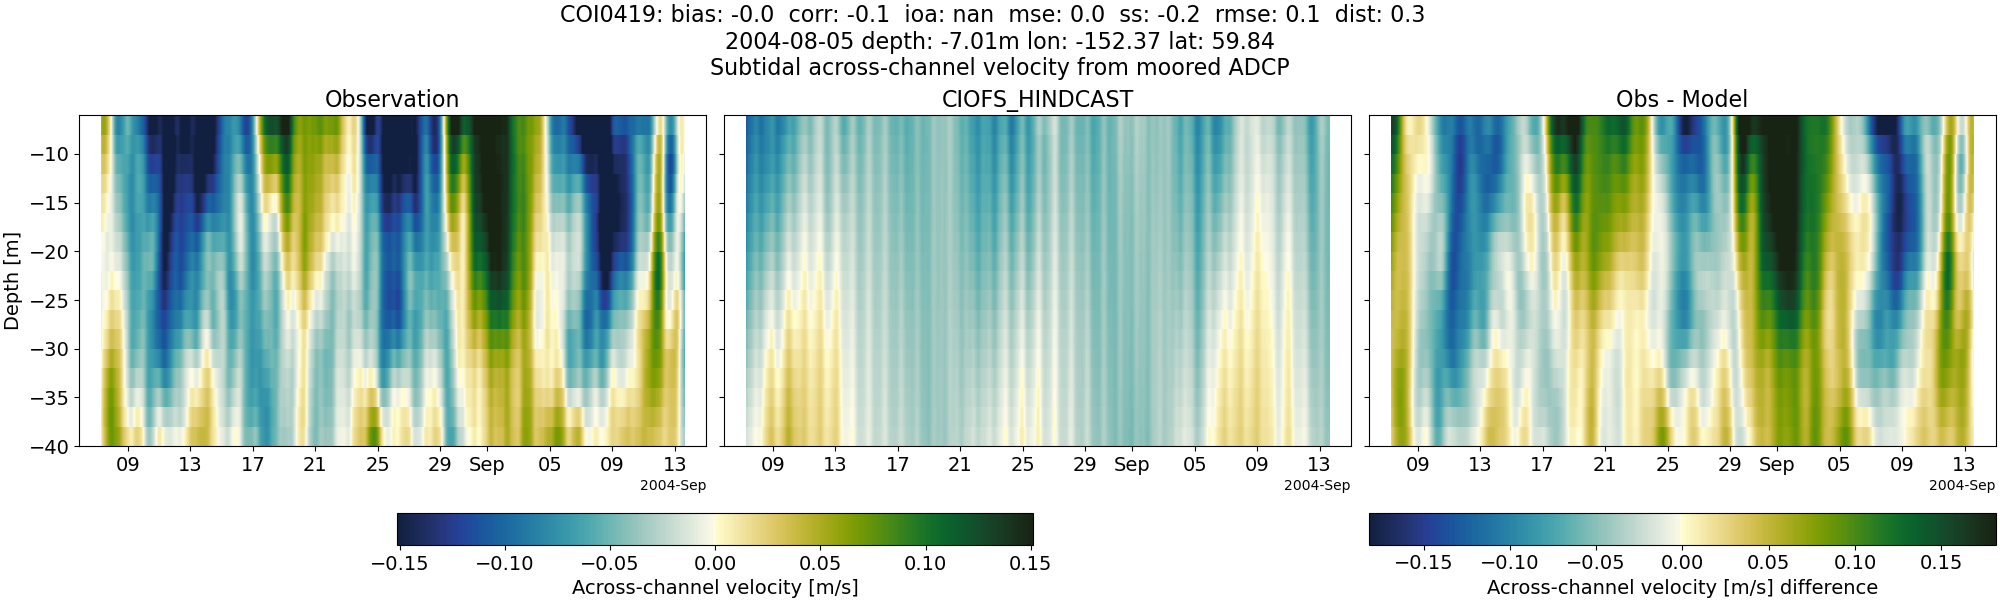 COI0419: bias: -0.0  corr: -0.1  ioa: nan  mse: 0.0  ss: -0.2  rmse: 0.1  dist: 0.3
2004-08-05 depth: -7.01m lon: -152.37 lat: 59.84
Subtidal across-channel velocity from moored ADCP
Observation
CIOFS_HINDCAST
Obs - Model
Depth [m]
−10
−15
−20
−25
−30
−35
−40
09 13 17 21 25 29 Sep 05 09 13
2004-Sep
09 13 17 21 25 29 Sep 05 09 13
2004-Sep
09 13 17 21 25 29 Sep 05 09 13
2004-Sep
−0.15 −0.10 −0.05 0.00 0.05 0.10 0.15
Across-channel velocity [m/s]
−0.15 −0.10 −0.05 0.00 0.05 0.10 0.15
Across-channel velocity [m/s] difference